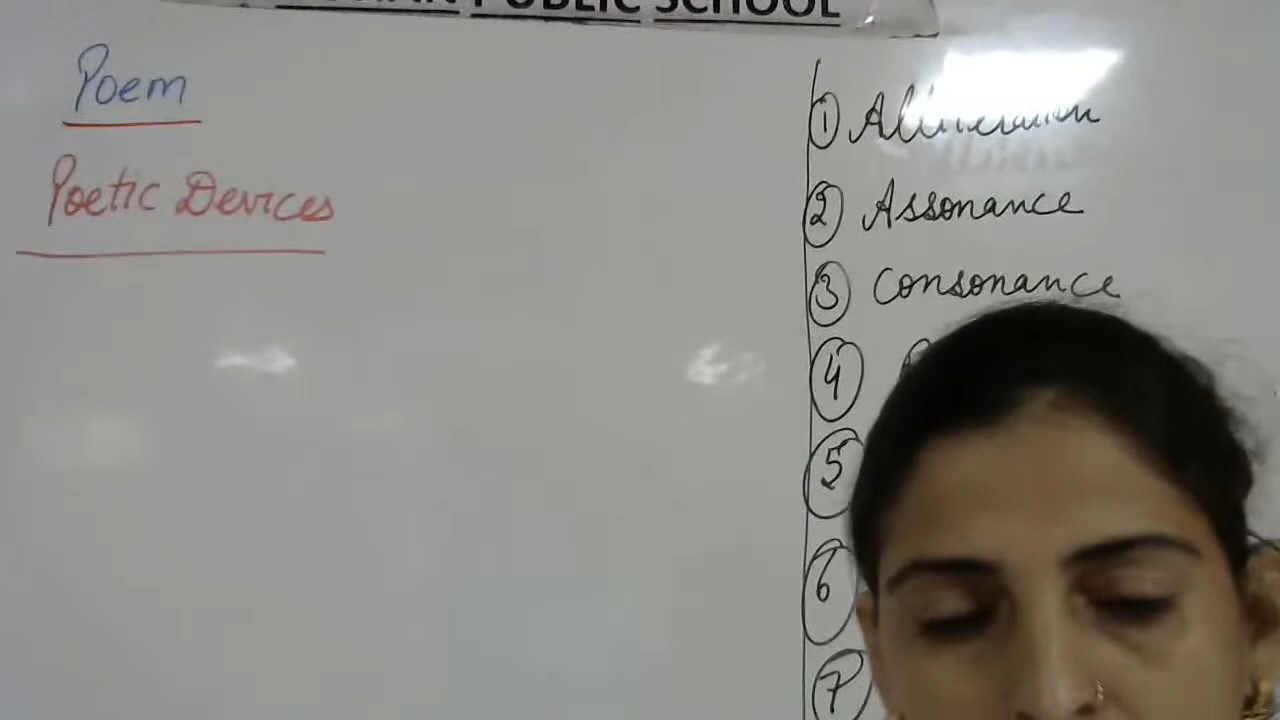 PUBLIC SCHOOL
Poem
Poetic Devices
① Alliteration
② Assonance
③ Consonance
④
⑤
⑥
⑦